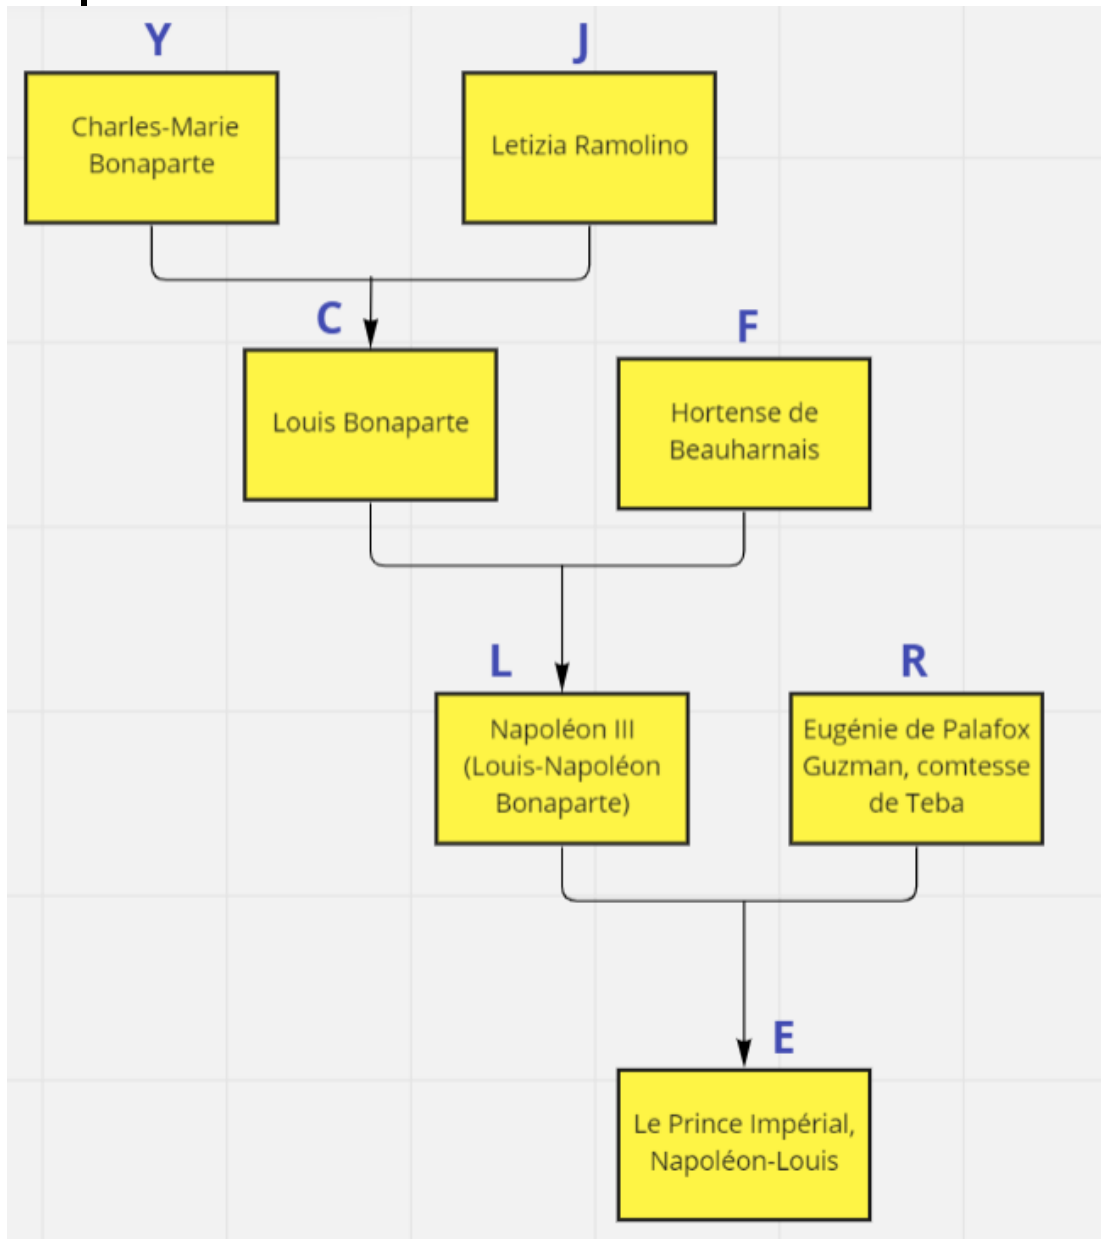 Y
J
Charles-Marie
Bonaparte
Letizia Ramolino
C
F
Louis Bonaparte
Hortense de
Beauharnais
L
R
Napoléon III
(Louis-Napoléon
Bonaparte)
Eugénie de Palafox
Guzman, comtesse
de Teba
E
Le Prince Impérial,
Napoléon-Louis